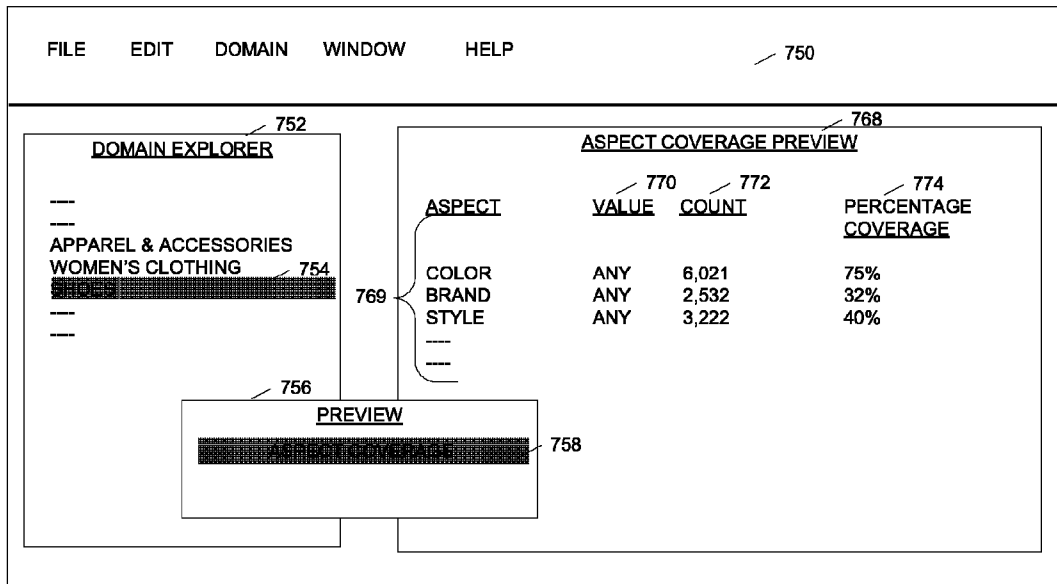 FILE EDIT DOMAIN WINDOW HELP
750
752
DOMAIN EXPLORER
----
----
APPAREL & ACCESSORIES
WOMEN'S CLOTHING
754
SHOES
----
----
768
ASPECT COVERAGE PREVIEW
770 772 774
ASPECT VALUE COUNT PERCENTAGE COVERAGE
COLOR ANY 6,021 75%
769
BRAND ANY 2,532 32%
STYLE ANY 3,222 40%
----
----
756
PREVIEW
ASPECT COVERAGE
758